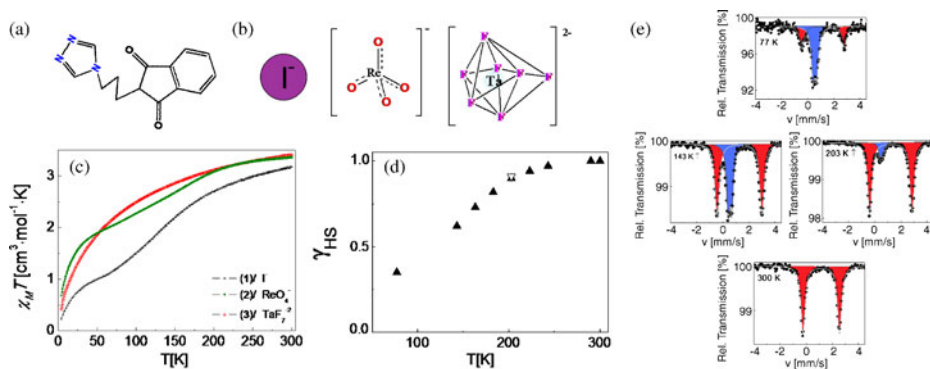 (a)
N
N
N
O
O
(b)
I⁻
O
O
Re
O
O
O
-
F
F
F
F
F
Ta
F
F
2-
(c)
χ_M T [cm³·mol⁻¹·K]
4
3
2
1
0
0 50 100 150 200 250 300
T[K]
(1)/ I⁻
(2)/ ReO₄⁻
(3)/ TaF₇²⁻
(d)
γHS
1.0
0.5
0.0
100 200 300
T[K]
(e)
Rel. Transmission [%]
100
98
96
94
92
77 K
-4 -2 0 2 4
v [mm/s]
Rel. Transmission [%]
100
99
143 K ↑
-4 -2 0 2 4
v [mm/s]
Rel. Transmission [%]
100
99
98
203 K ↑
-4 -2 0 2 4
v [mm/s]
Rel. Transmission [%]
100
99
300 K
-4 -2 0 2 4
v [mm/s]